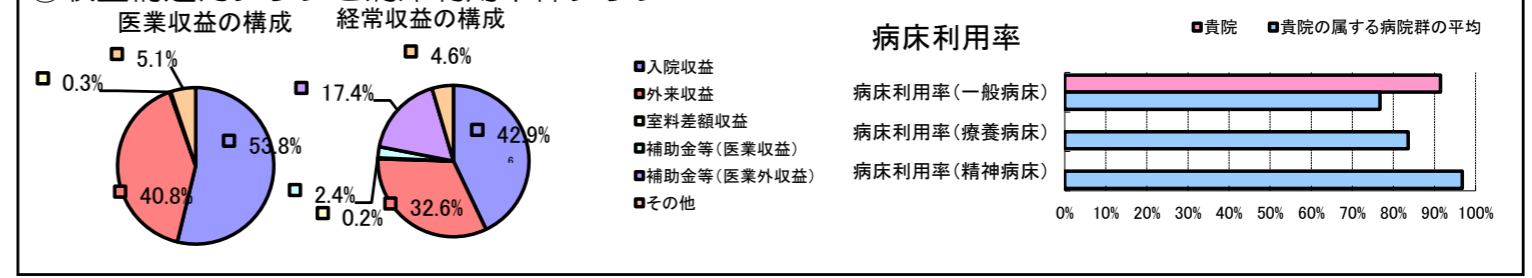 医業収益の構成
経常収益の構成
5.1%
0.3%
53.8%
40.8%
4.6%
17.4%
42.9%
6
2.4%
0.2%
32.6%
入院収益
外来収益
室料差額収益
補助金等(医業収益)
補助金等(医業外収益)
その他
病床利用率
貴院
貴院の属する病院群の平均
病床利用率(一般病床)
病床利用率(療養病床)
病床利用率(精神病床)
0% 10% 20% 30% 40% 50% 60% 70% 80% 90% 100%